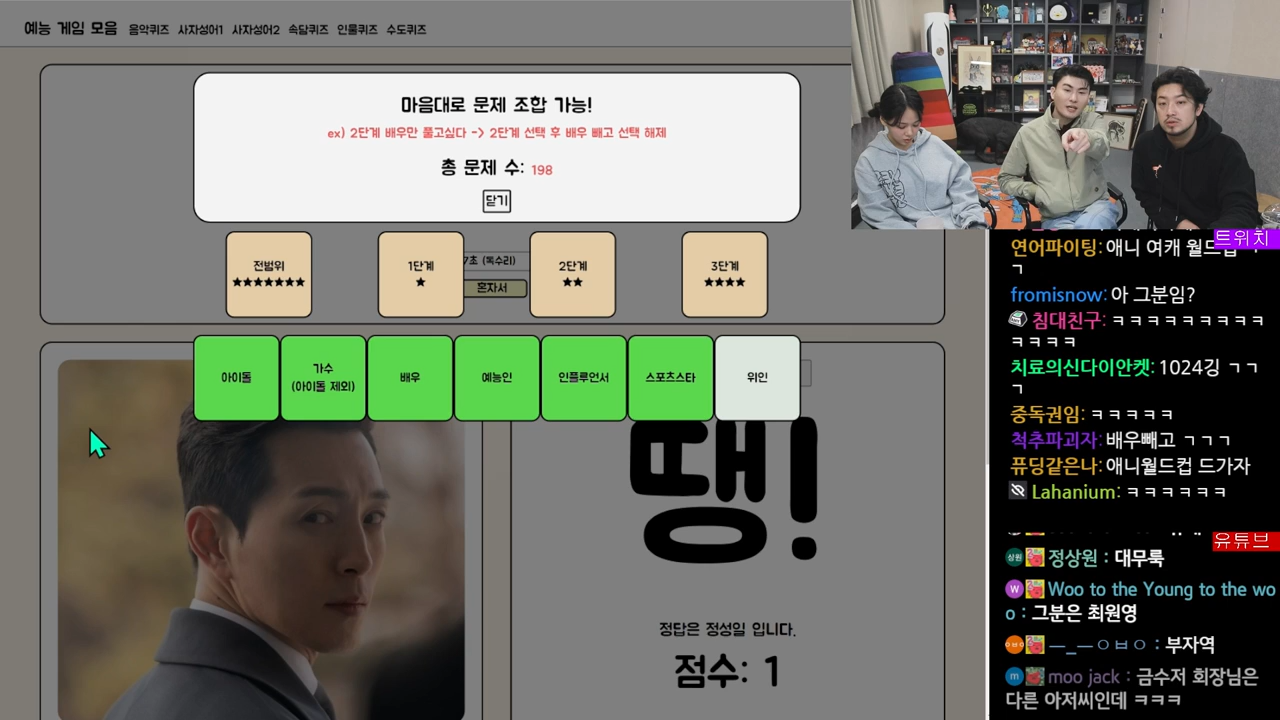 예능 게임 모음 음악퀴즈 사자성어1 사자성어2 속담퀴즈 인물퀴즈 수도퀴즈
마음대로 문제 조합 가능!
ex) 2단계 배우만 풀고싶다 -> 2단계 선택 후 배우 빼고 선택 해제
총 문제 수: 198
닫기
전범위
★★★★★★★
1단계
★
7초 (독수리)
혼자서
2단계
★★
3단계
★★★★
아이돌
가수
(아이돌 제외)
배우
예능인
인플루언서
스포츠스타
위인
땡!
정답은 정성일 입니다.
점수: 1
트위치
연어파이팅: 애니 여캐 월드컵
ㄱ
fromisnow: 아 그분임?
침대친구: ㅋㅋㅋㅋㅋㅋㅋㅋㅋ
ㅋㅋㅋㅋ
치료의신다이안켓: 1024깅 ㄱㄱ
ㄱ
중독권임: ㅋㅋㅋㅋㅋ
척추파괴자: 배우빼고 ㄱㄱㄱ
퓨딩같은나: 애니월드컵 드가자
Lahanium: ㅋㅋㅋㅋㅋㅋ
유튜브
상원 정상원 : 대무룩
W Woo to the Young to the wo
o : 그분은 최원영
ㅇㅂㅇ ㅡ_ㅡㅇㅂㅇ : 부자역
m moo jack : 금수저 회장님은
다른 아저씨인데 ㅋㅋㅋ